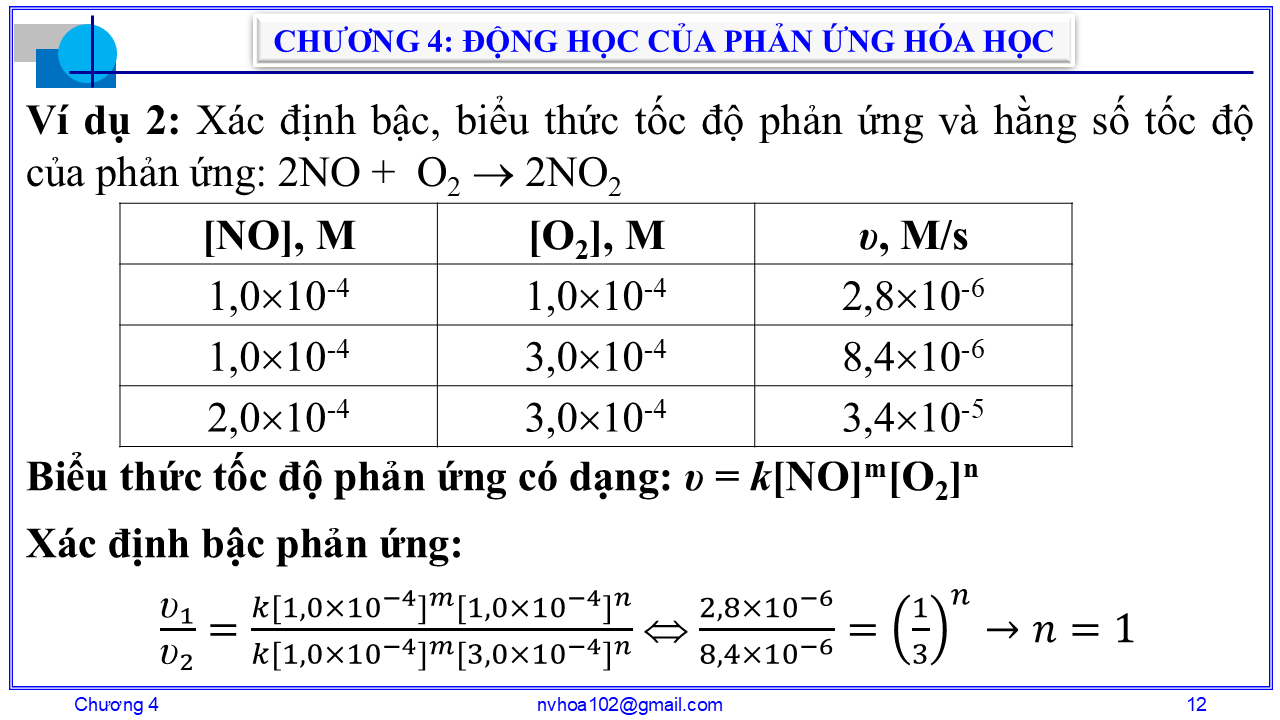 CHƯƠNG 4: ĐỘNG HỌC CỦA PHẢN ỨNG HÓA HỌC
Ví dụ 2: Xác định bậc, biểu thức tốc độ phản ứng và hằng số tốc độ
của phản ứng: 2NO + O₂ → 2NO₂
[NO], M [O₂], M υ, M/s
1,0×10⁻⁴ 1,0×10⁻⁴ 2,8×10⁻⁶
1,0×10⁻⁴ 3,0×10⁻⁴ 8,4×10⁻⁶
2,0×10⁻⁴ 3,0×10⁻⁴ 3,4×10⁻⁵
Biểu thức tốc độ phản ứng có dạng: υ = k[NO]ᵐ[O₂]ⁿ
Xác định bậc phản ứng:
υ₁/υ₂ = k[1,0×10⁻⁴]ᵐ[1,0×10⁻⁴]ⁿ / k[1,0×10⁻⁴]ᵐ[3,0×10⁻⁴]ⁿ ⇔ 2,8×10⁻⁶/8,4×10⁻⁶ = (1/3)ⁿ → n = 1
Chương 4 nvhoa102@gmail.com 12